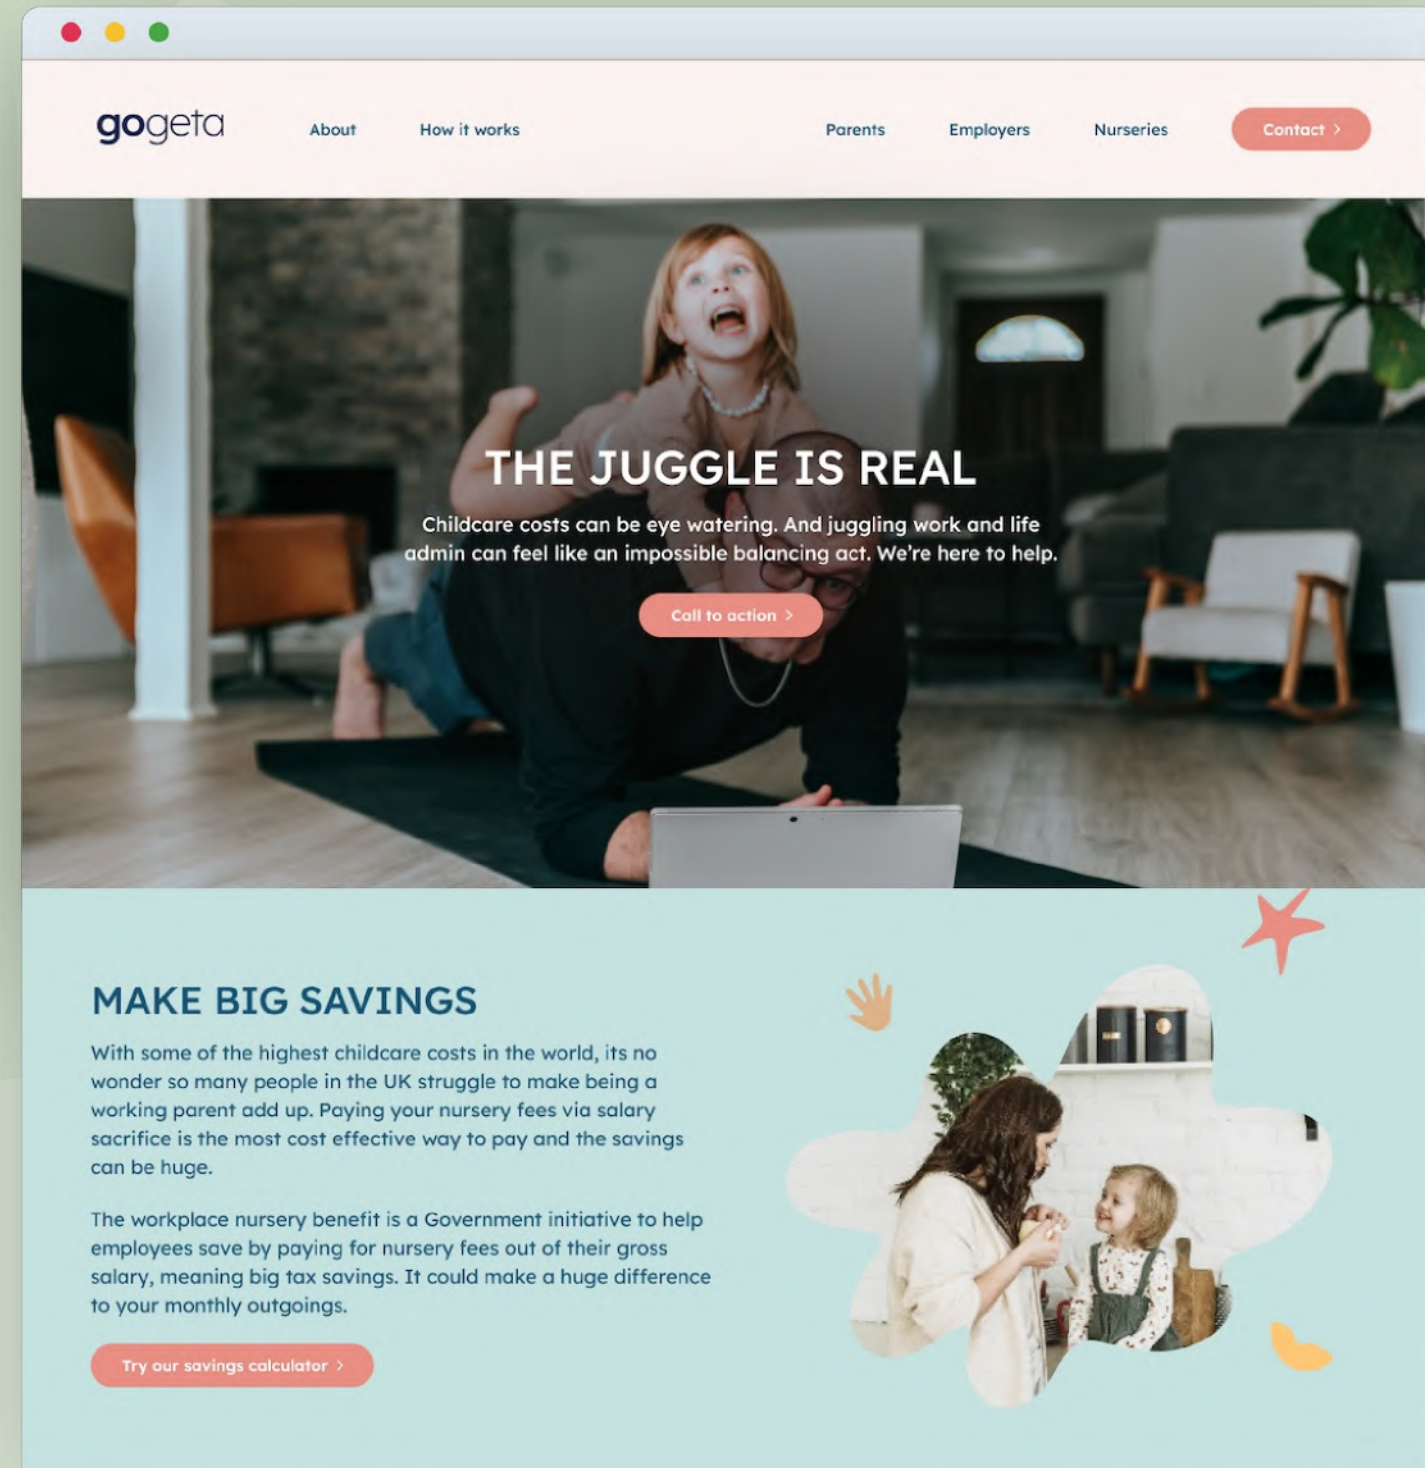 gogeta
About
How it works
Parents
Employers
Nurseries
Contact >
THE JUGGLE IS REAL
Childcare costs can be eye watering. And juggling work and life
admin can feel like an impossible balancing act. We’re here to help.
Call to action >
MAKE BIG SAVINGS
With some of the highest childcare costs in the world, its no
wonder so many people in the UK struggle to make being a
working parent add up. Paying your nursery fees via salary
sacrifice is the most cost effective way to pay and the savings
can be huge.
The workplace nursery benefit is a Government initiative to help
employees save by paying for nursery fees out of their gross
salary, meaning big tax savings. It could make a huge difference
to your monthly outgoings.
Try our savings calculator >